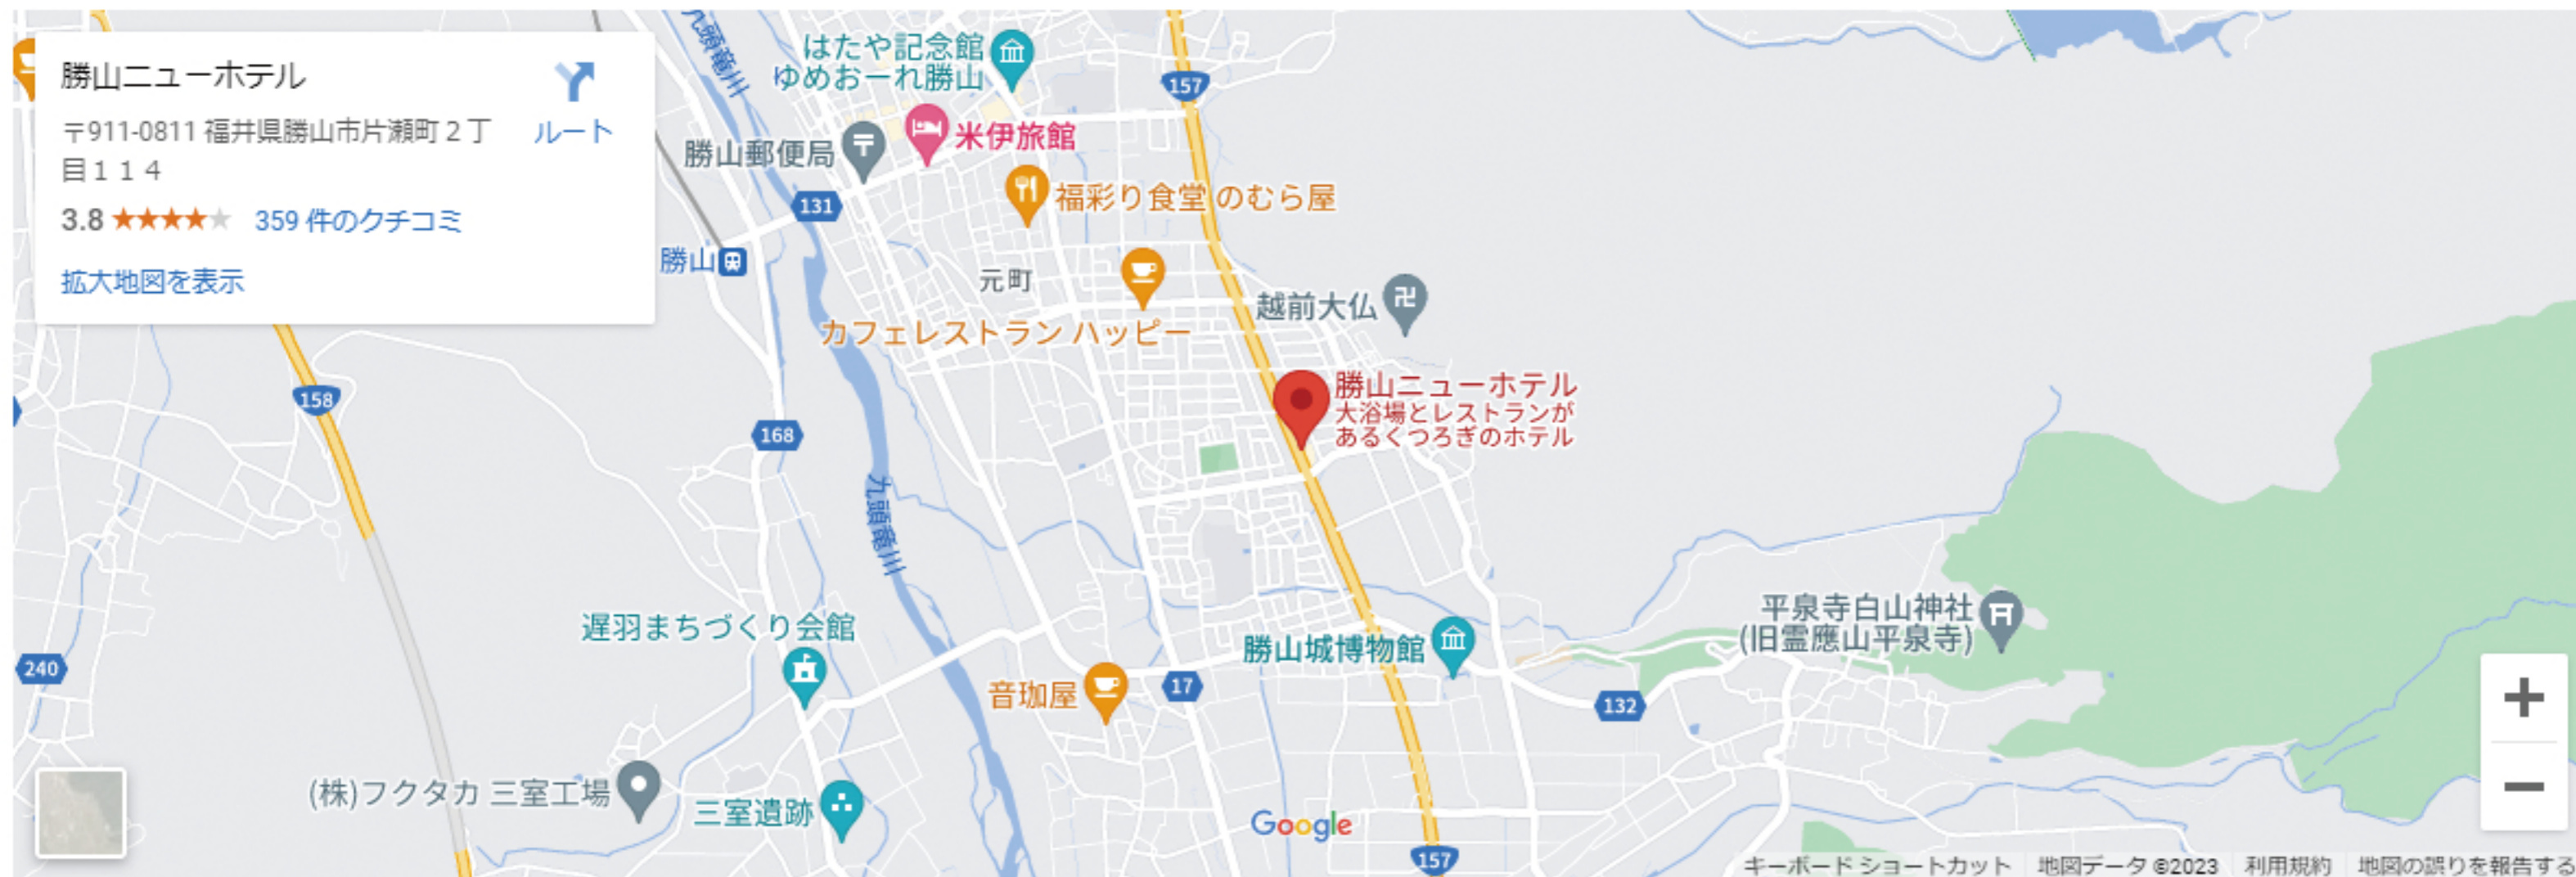 勝山ニューホテル
ルート
〒911-0811 福井県勝山市片瀬町２丁
目１１４
3.8
359 件のクチコミ
拡大地図を表示
九頭竜川
はたや記念館
ゆめおーれ勝山
157
勝山郵便局
米伊旅館
131
福彩り食堂 のむら屋
勝山
元町
越前大仏
カフェレストラン ハッピー
158
168
勝山ニューホテル
大浴場とレストランが
あるくつろぎのホテル
九頭竜川
遅羽まちづくり会館
平泉寺白山神社
(旧霊應山平泉寺)
勝山城博物館
240
音珈屋
17
132
(株)フクタカ 三室工場
三室遺跡
Google
157
キーボード ショートカット
地図データ ©2023
利用規約
地図の誤りを報告する